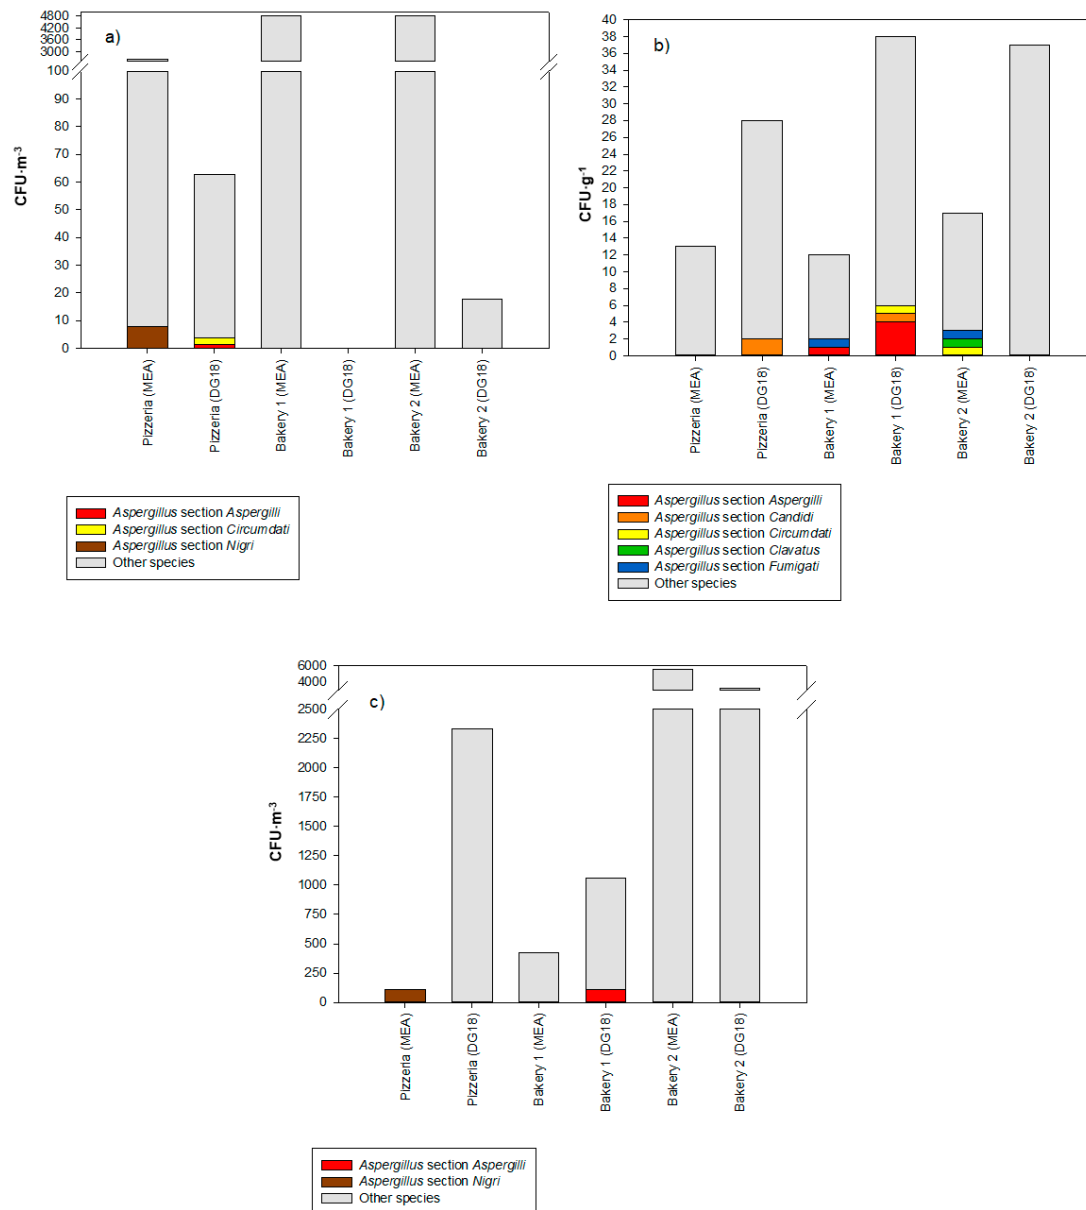 a)
4800
4200
3600
3000
100
90
80
70
60
50
40
30
20
10
0
CFU·m-3
Pizzeria (MEA)
Pizzeria (DG18)
Bakery 1 (MEA)
Bakery 1 (DG18)
Bakery 2 (MEA)
Bakery 2 (DG18)
Aspergillus section Aspergilli
Aspergillus section Circumdati
Aspergillus section Nigri
Other species
b)
40
38
36
34
32
30
28
26
24
22
20
18
16
14
12
10
8
6
4
2
0
CFU·g-1
Pizzeria (MEA)
Pizzeria (DG18)
Bakery 1 (MEA)
Bakery 1 (DG18)
Bakery 2 (MEA)
Bakery 2 (DG18)
Aspergillus section Aspergilli
Aspergillus section Candidi
Aspergillus section Circumdati
Aspergillus section Clavatus
Aspergillus section Fumigati
Other species
c)
6000
4000
2500
2250
2000
1750
1500
1250
1000
750
500
250
0
CFU·m-3
Pizzeria (MEA)
Pizzeria (DG18)
Bakery 1 (MEA)
Bakery 1 (DG18)
Bakery 2 (MEA)
Bakery 2 (DG18)
Aspergillus section Aspergilli
Aspergillus section Nigri
Other species